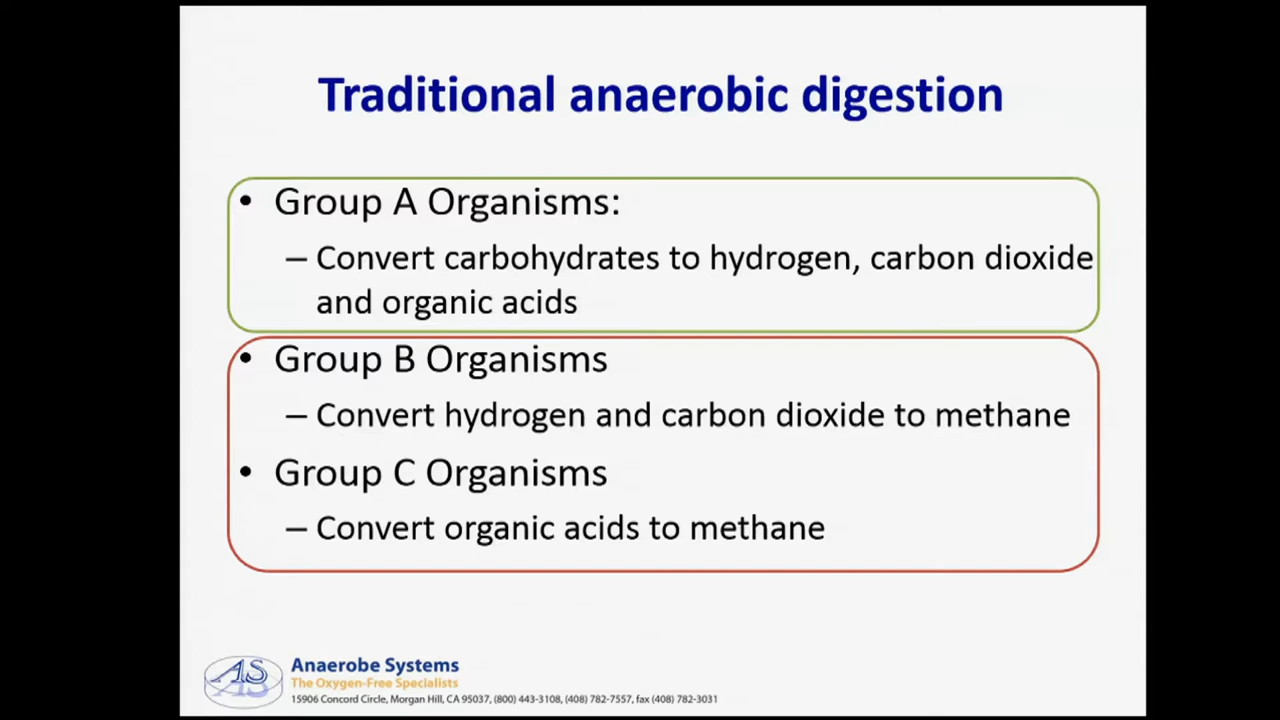 Traditional anaerobic digestion
• Group A Organisms:
– Convert carbohydrates to hydrogen, carbon dioxide
and organic acids
• Group B Organisms
– Convert hydrogen and carbon dioxide to methane
• Group C Organisms
– Convert organic acids to methane
AS
Anaerobe Systems
The Oxygen-Free Specialists
15906 Concord Circle, Morgan Hill, CA 95037, (800) 443-3108, (408) 782-7557, fax (408) 782-3031